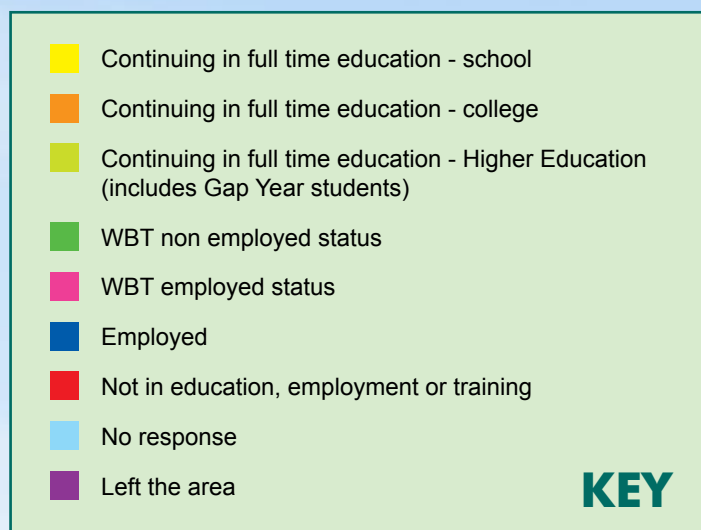 Continuing in full time education - school
Continuing in full time education - college
Continuing in full time education - Higher Education
(includes Gap Year students)
WBT non employed status
WBT employed status
Employed
Not in education, employment or training
No response
Left the area
KEY